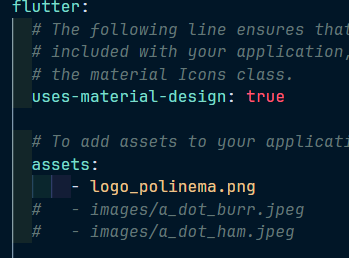 flutter:
# The following line ensures that
# included with your application,
# the material Icons class.
uses-material-design: true
# To add assets to your applicati
assets:
- logo_polinema.png
#   - images/a_dot_burr.jpeg
#   - images/a_dot_ham.jpeg